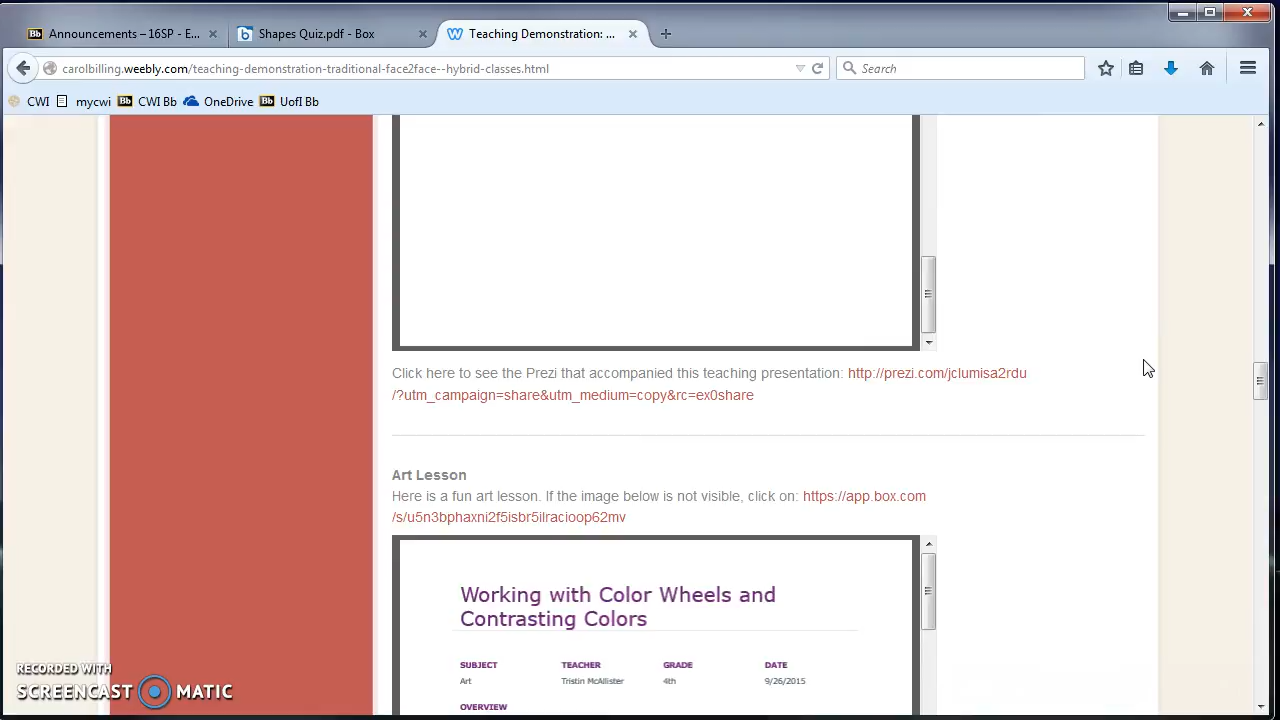 Announcements – 16SP - E...
Shapes Quiz.pdf - Box
Teaching Demonstration: ...
carolbilling.weebly.com/teaching-demonstration-traditional-face2face--hybrid-classes.html
Search
CWI
mycwi
Bb CWI Bb
OneDrive
Bb UofI Bb
Click here to see the Prezi that accompanied this teaching presentation: http://prezi.com/jclumisa2rdu
/?utm_campaign=share&utm_medium=copy&rc=ex0share
Art Lesson
Here is a fun art lesson. If the image below is not visible, click on: https://app.box.com
/s/u5n3bphaxni2f5isbr5ilracioop62mv
Working with Color Wheels and
Contrasting Colors
SUBJECT TEACHER GRADE DATE
Art Tristin McAllister 4th 9/26/2015
OVERVIEW
RECORDED WITH
SCREENCAST MATIC